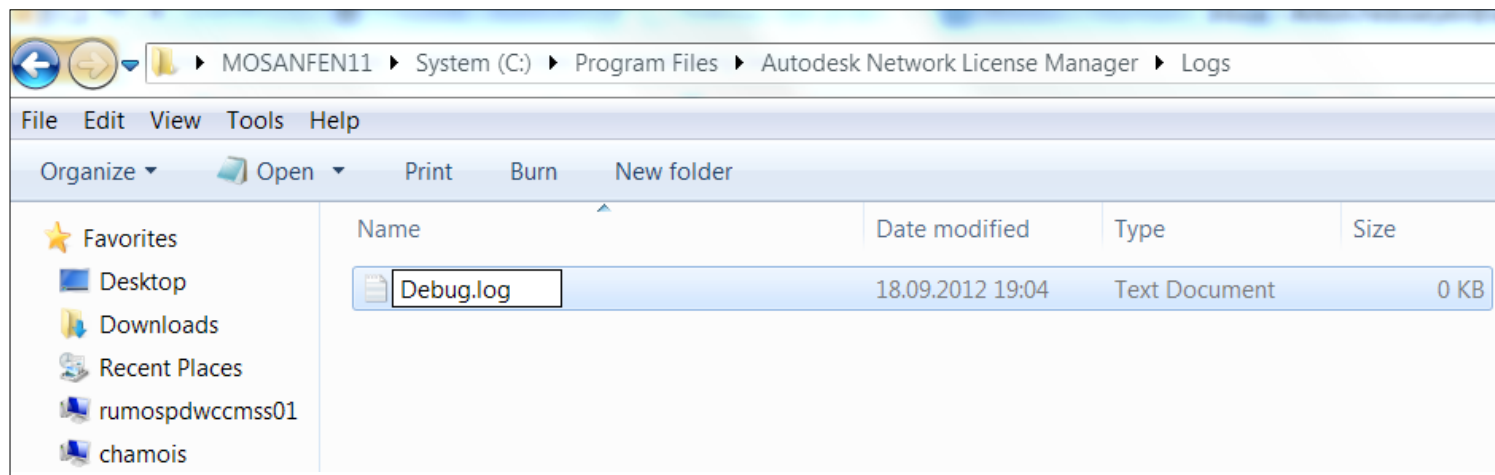 MOSANFEN11 System (C:) Program Files Autodesk Network License Manager Logs
File Edit View Tools Help
Organize Open Print Burn New folder
Favorites
Desktop
Downloads
Recent Places
rumospdwccmss01
chamois
Name Date modified Type Size
Debug.log 18.09.2012 19:04 Text Document 0 KB